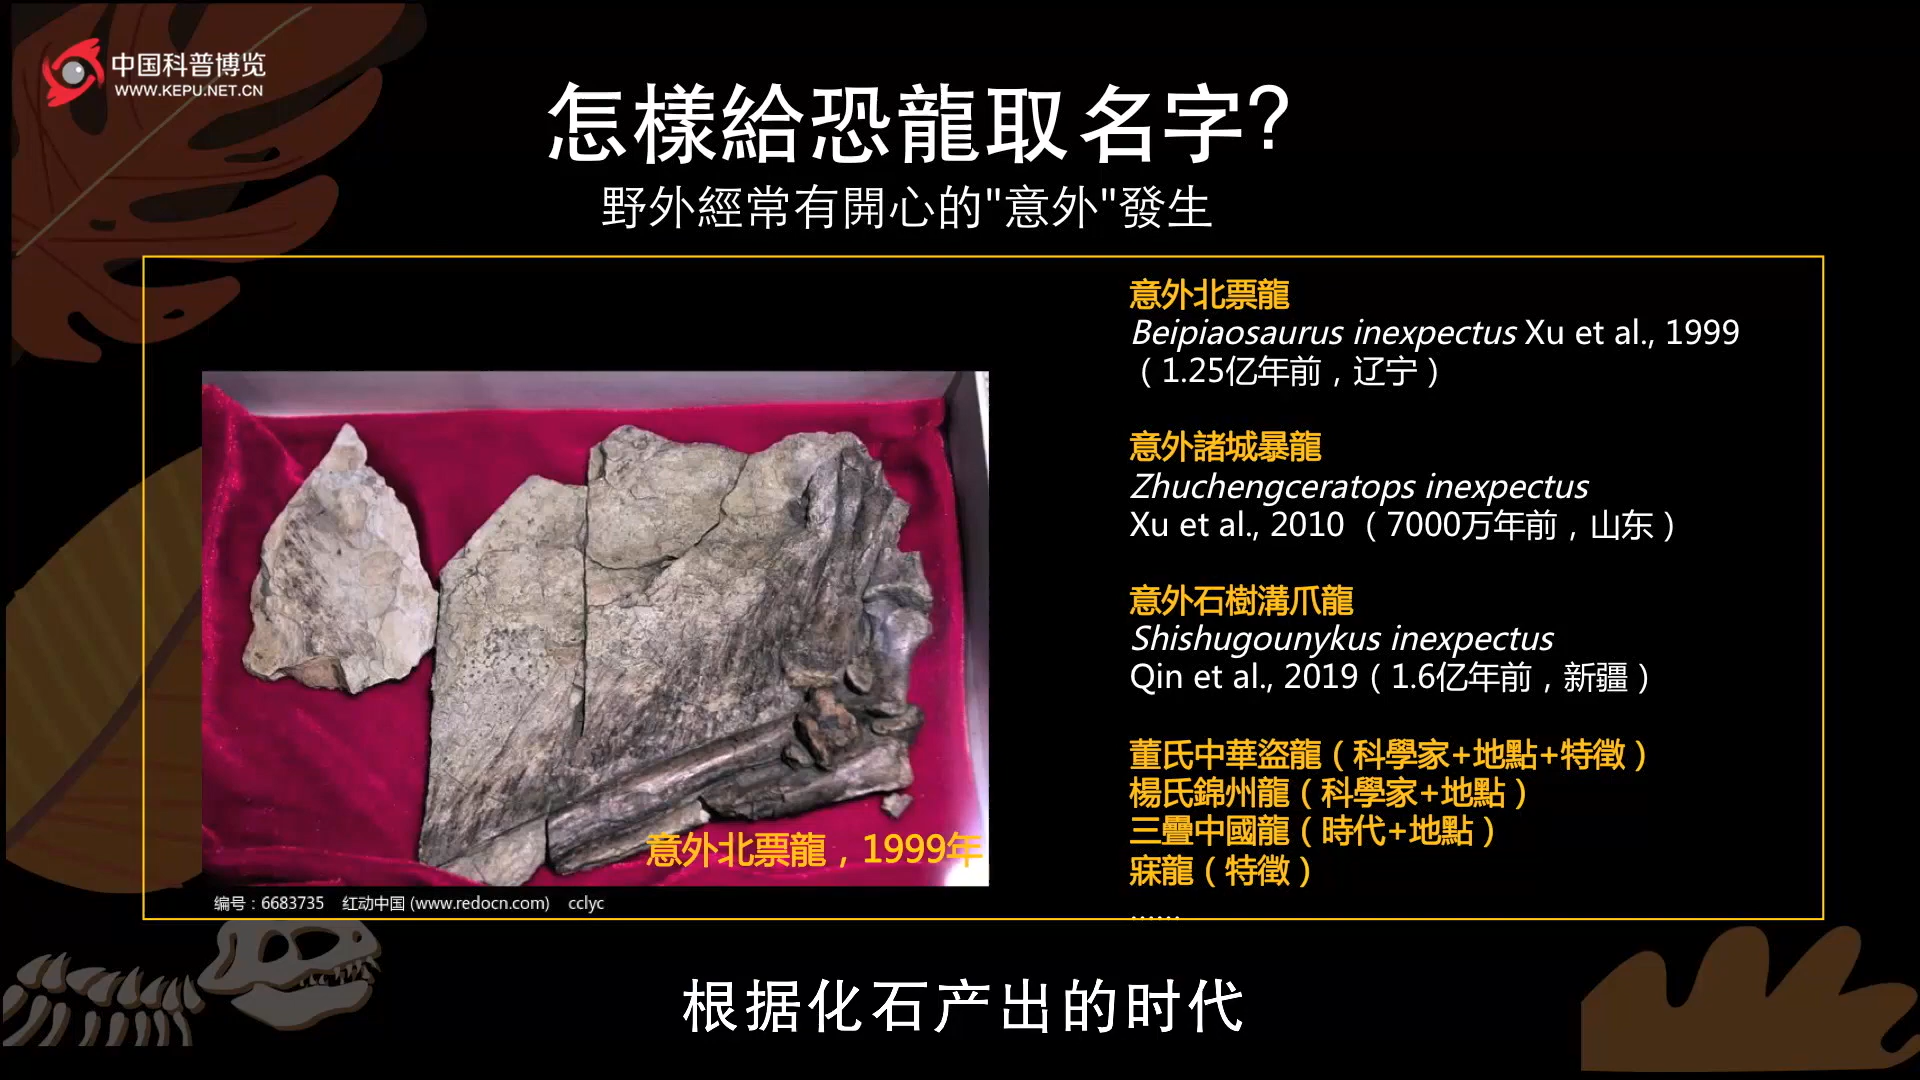 中国科普博览
WWW.KEPU.NET.CN
怎樣給恐龍取名字?
野外經常有開心的"意外"發生
意外北票龍
Beipiaosaurus inexpectus Xu et al., 1999
（1.25亿年前，辽宁）
意外諸城暴龍
Zhuchengceratops inexpectus
Xu et al., 2010 （7000万年前，山东）
意外石樹溝爪龍
Shishugounykus inexpectus
Qin et al., 2019（1.6亿年前，新疆）
董氏中華盜龍（科學家+地點+特徵）
楊氏錦州龍（科學家+地點）
三疊中國龍（時代+地點）
寐龍（特徵）
......
意外北票龍，1999年
编号：6683735 红动中国 (www.redocn.com) cclyc
根据化石产出的时代